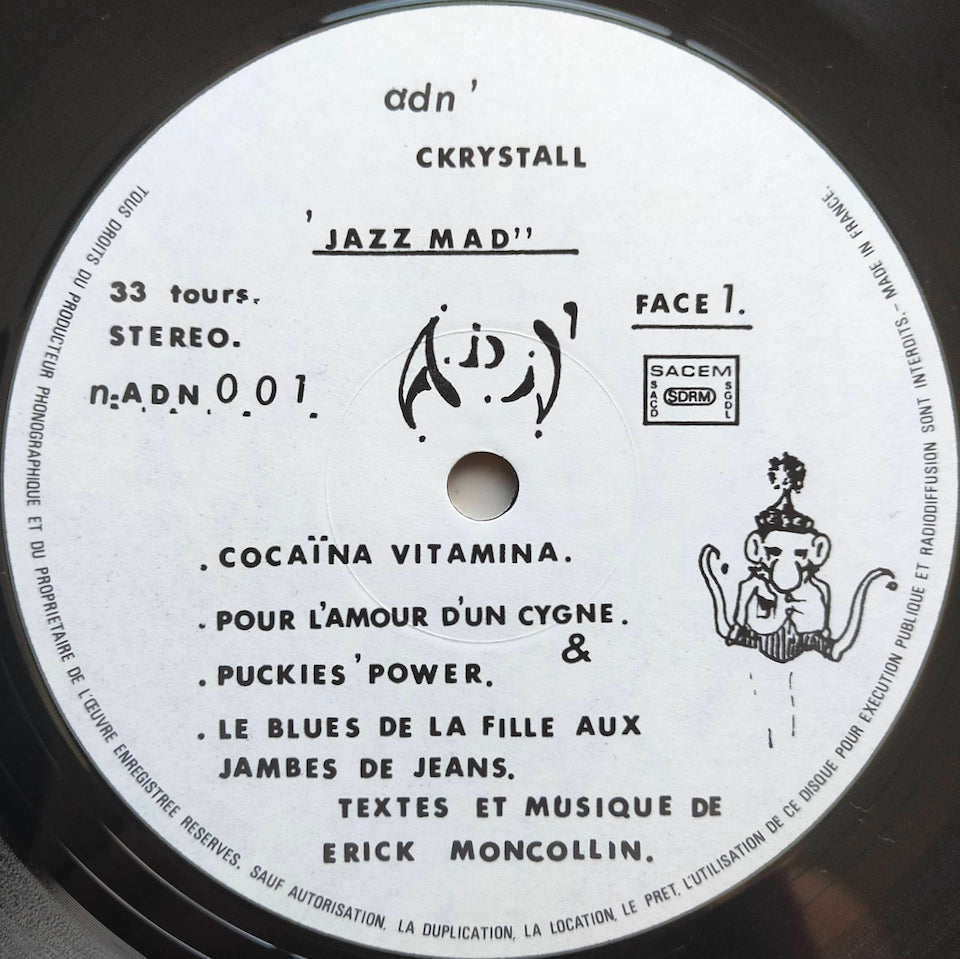 adn '
CKRYSTALL
'JAZZ MAD''
33 tours.
STEREO.
n: ADN 001.
FACE 1.
SACEM
SACD
SDRM
SGDL
. COCAÏNA VITAMINA.
. POUR L'AMOUR D'UN CYGNE.
&
. PUCKIES 'POWER.
. LE BLUES DE LA FILLE AUX
JAMBES DE JEANS.
TEXTES ET MUSIQUE DE
ERICK MONCOLLIN.
TOUS DROITS DU PRODUCTEUR PHONOGRAPHIQUE ET DU PROPRIETAIRE DE L'ŒUVRE ENREGISTREE RESERVES. SAUF AUTORISATION, LA DUPLICATION, LA LOCATION, LE PRET, L'UTILISATION DE CE DISQUE POUR EXECUTION PUBLIQUE ET RADIODIFFUSION SONT INTERDITS. – MADE IN FRANCE.